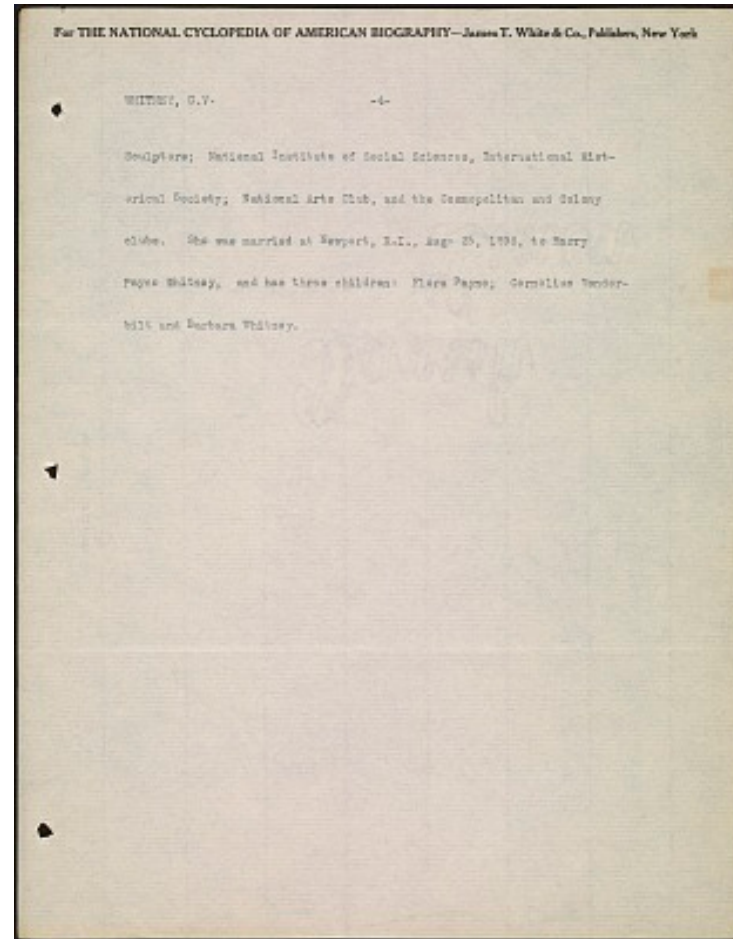 For THE NATIONAL CYCLOPEDIA OF AMERICAN BIOGRAPHY—James T. White & Co., Publishers, New York
WHITNEY, G.V. -4-
Sculptors; National Institute of Social Sciences, International Hist-
orical Society; National Arts Club, and the Cosmopolitan and Colony
clubs. She was married at Newport, R.I., Aug. 25, to Harry
Payne Whitney, and has three children: Flora Payne; Cornelius Vander-
bilt and Barbara Whitney.